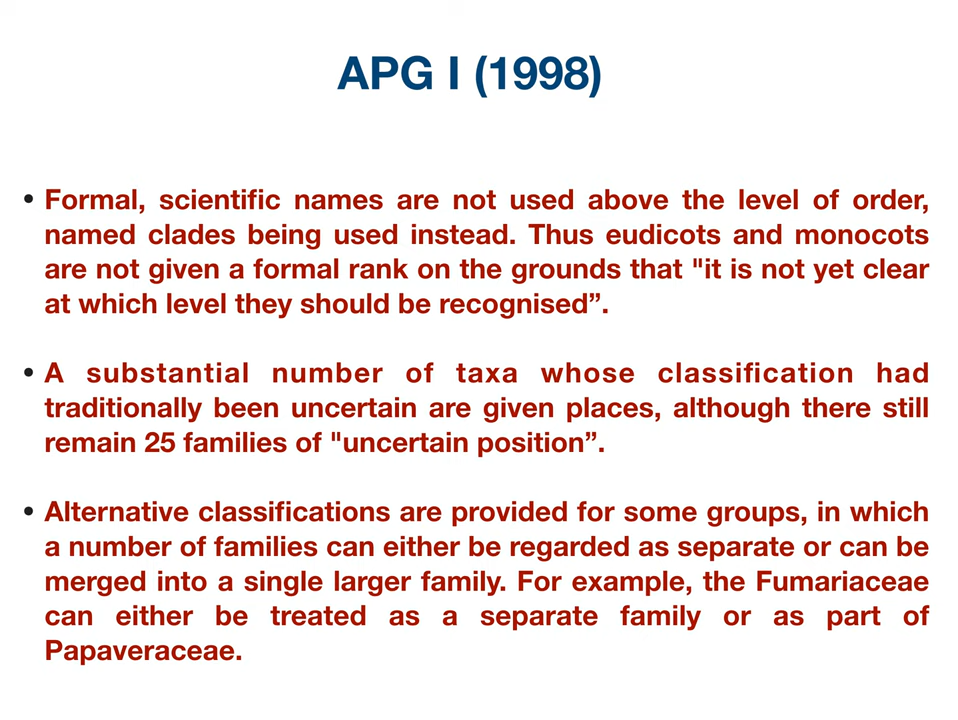 APG I (1998)
• Formal, scientific names are not used above the level of order,
named clades being used instead. Thus eudicots and monocots
are not given a formal rank on the grounds that "it is not yet clear
at which level they should be recognised”.
• A substantial number of taxa whose classification had
traditionally been uncertain are given places, although there still
remain 25 families of "uncertain position”.
• Alternative classifications are provided for some groups, in which
a number of families can either be regarded as separate or can be
merged into a single larger family. For example, the Fumariaceae
can either be treated as a separate family or as part of
Papaveraceae.